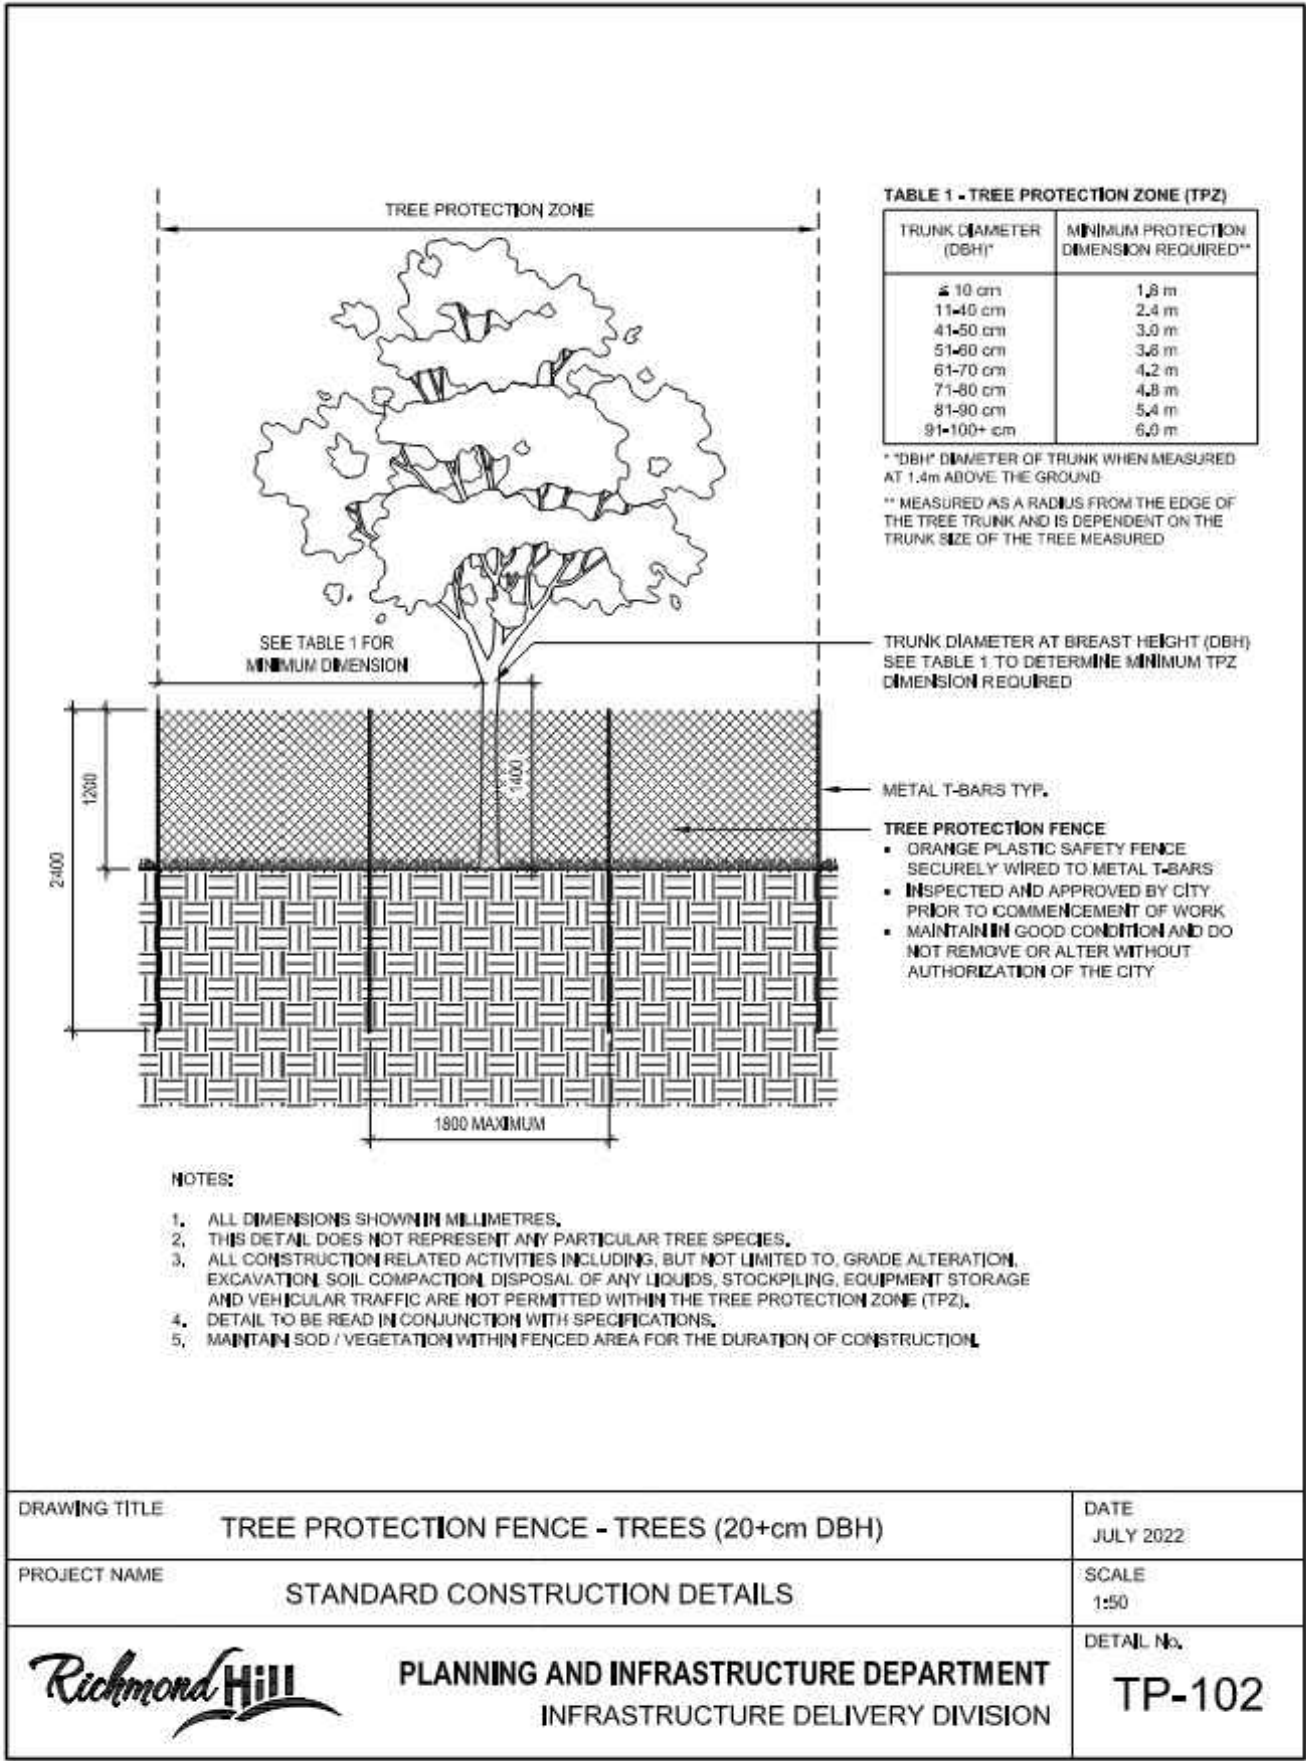 TREE PROTECTION ZONE
TABLE 1 - TREE PROTECTION ZONE (TPZ)
TRUNK DIAMETER (DBH)* MINIMUM PROTECTION DIMENSION REQUIRED**
≤ 10 cm 1.8 m
11-40 cm 2.4 m
41-50 cm 3.0 m
51-60 cm 3.6 m
61-70 cm 4.2 m
71-80 cm 4.8 m
81-90 cm 5.4 m
91-100+ cm 6.0 m
* "DBH" DIAMETER OF TRUNK WHEN MEASURED
AT 1.4m ABOVE THE GROUND
** MEASURED AS A RADIUS FROM THE EDGE OF
THE TREE TRUNK AND IS DEPENDENT ON THE
TRUNK SIZE OF THE TREE MEASURED
SEE TABLE 1 FOR
MINIMUM DIMENSION
TRUNK DIAMETER AT BREAST HEIGHT (DBH)
SEE TABLE 1 TO DETERMINE MINIMUM TPZ
DIMENSION REQUIRED
1200
2400
1400
METAL T-BARS TYP.
TREE PROTECTION FENCE
• ORANGE PLASTIC SAFETY FENCE
SECURELY WIRED TO METAL T-BARS
• INSPECTED AND APPROVED BY CITY
PRIOR TO COMMENCEMENT OF WORK
• MAINTAIN IN GOOD CONDITION AND DO
NOT REMOVE OR ALTER WITHOUT
AUTHORIZATION OF THE CITY
1800 MAXIMUM
NOTES:
1. ALL DIMENSIONS SHOWN IN MILLIMETRES.
2. THIS DETAIL DOES NOT REPRESENT ANY PARTICULAR TREE SPECIES.
3. ALL CONSTRUCTION RELATED ACTIVITIES INCLUDING, BUT NOT LIMITED TO, GRADE ALTERATION,
EXCAVATION, SOIL COMPACTION, DISPOSAL OF ANY LIQUIDS, STOCKPILING, EQUIPMENT STORAGE
AND VEHICULAR TRAFFIC ARE NOT PERMITTED WITHIN THE TREE PROTECTION ZONE (TPZ).
4. DETAIL TO BE READ IN CONJUNCTION WITH SPECIFICATIONS.
5. MAINTAIN SOD / VEGETATION WITHIN FENCED AREA FOR THE DURATION OF CONSTRUCTION.
DRAWING TITLE
TREE PROTECTION FENCE - TREES (20+cm DBH)
DATE
JULY 2022
PROJECT NAME
STANDARD CONSTRUCTION DETAILS
SCALE
1:50
Richmond Hill
PLANNING AND INFRASTRUCTURE DEPARTMENT
INFRASTRUCTURE DELIVERY DIVISION
DETAIL No.
TP-102